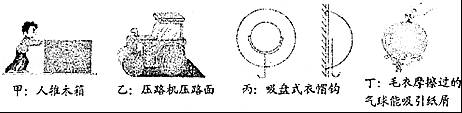 甲：人推木箱
乙：压路机压路面
丙：吸盘式衣帽钩
丁：毛衣摩擦过的
气球能吸引纸屑